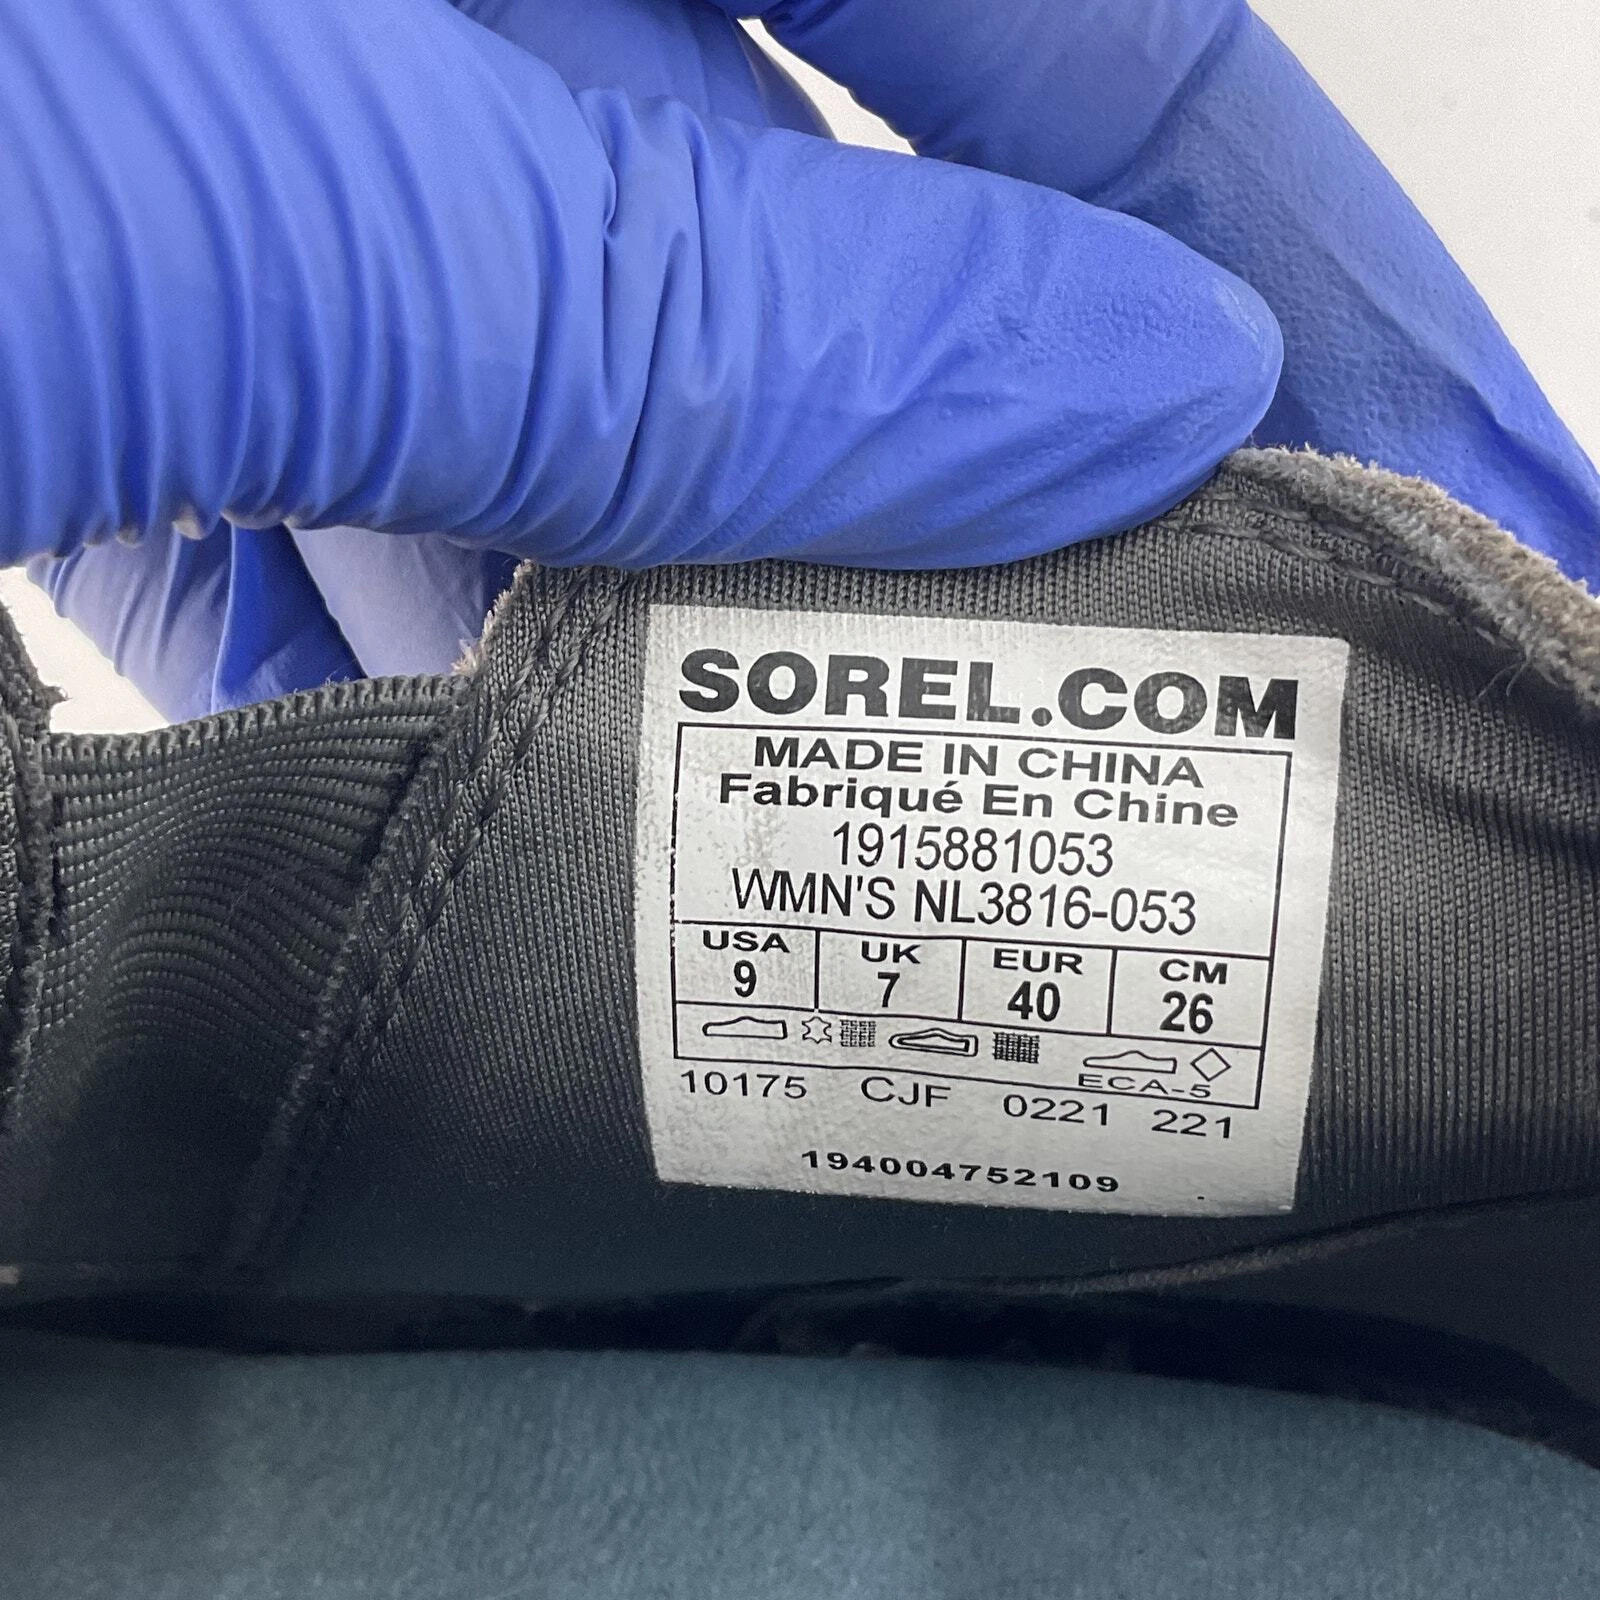 SOREL.COM
MADE IN CHINA
Fabriqué En Chine
1915881053
WMN'S NL3816-053
USA UK EUR CM
9 7 40 26
ECA-5
10175 CJF 0221 221
194004752109